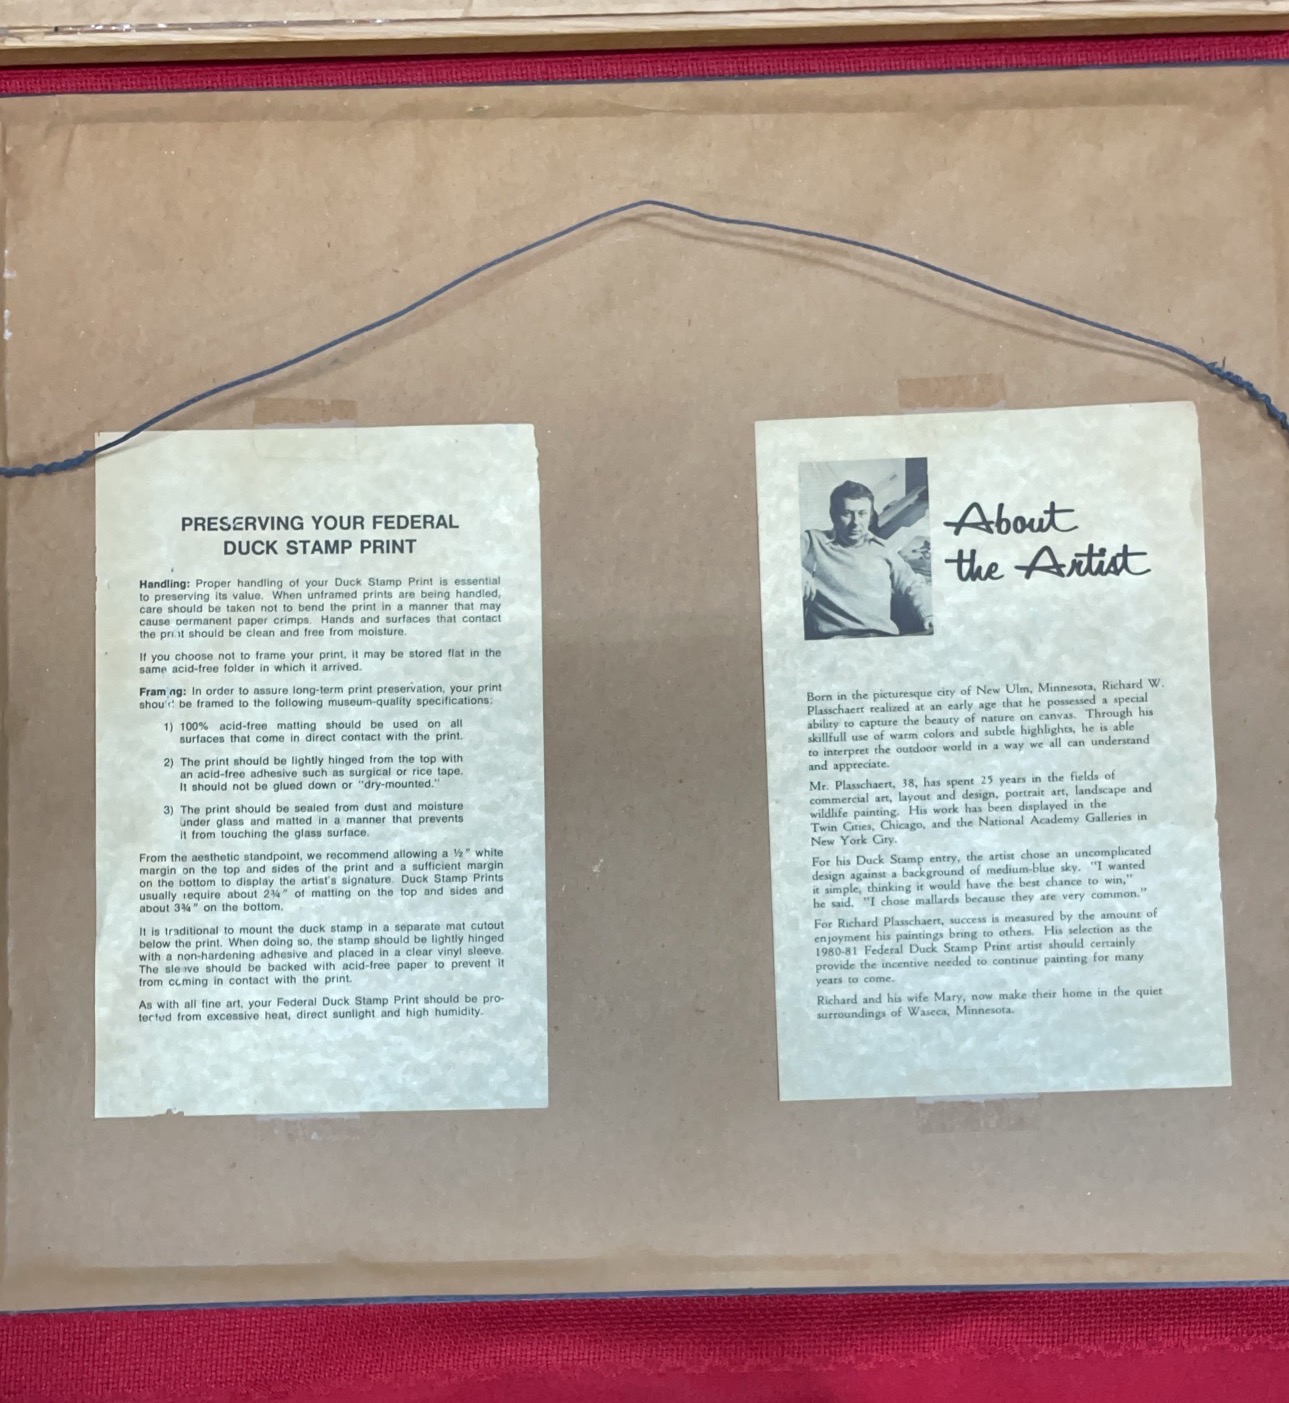 PRESERVING YOUR FEDERAL
DUCK STAMP PRINT
Handling: Proper handling of your Duck Stamp Print is essential
to preserving its value. When unframed prints are being handled,
care should be taken not to bend the print in a manner that may
cause permanent paper crimps. Hands and surfaces that contact
the print should be clean and free from moisture.
If you choose not to frame your print, it may be stored flat in the
same acid-free folder in which it arrived.
Framing: In order to assure long-term print preservation, your print
should be framed to the following museum-quality specifications:
1) 100% acid-free matting should be used on all
surfaces that come in direct contact with the print.
2) The print should be lightly hinged from the top with
an acid-free adhesive such as surgical or rice tape.
It should not be glued down or "dry-mounted."
3) The print should be sealed from dust and moisture
under glass and matted in a manner that prevents
it from touching the glass surface.
From the aesthetic standpoint, we recommend allowing a ½" white
margin on the top and sides of the print and a sufficient margin
on the bottom to display the artist's signature. Duck Stamp Prints
usually require about 2¾" of matting on the top and sides and
about 3¾" on the bottom.
It is traditional to mount the duck stamp in a separate mat cutout
below the print. When doing so, the stamp should be lightly hinged
with a non-hardening adhesive and placed in a clear vinyl sleeve.
The sleeve should be backed with acid-free paper to prevent it
from coming in contact with the print.
As with all fine art, your Federal Duck Stamp Print should be pro-
tected from excessive heat, direct sunlight and high humidity.
About
the Artist
Born in the picturesque city of New Ulm, Minnesota, Richard W.
Plasschaert realized at an early age that he possessed a special
ability to capture the beauty of nature on canvas. Through his
skillfull use of warm colors and subtle highlights, he is able
to interpret the outdoor world in a way we all can understand
and appreciate.
Mr. Plasschaert, 38, has spent 25 years in the fields of
commercial art, layout and design, portrait art, landscape and
wildlife painting. His work has been displayed in the
Twin Cities, Chicago, and the National Academy Galleries in
New York City.
For his Duck Stamp entry, the artist chose an uncomplicated
design against a background of medium-blue sky. "I wanted
it simple, thinking it would have the best chance to win,"
he said. "I chose mallards because they are very common."
For Richard Plasschaert, success is measured by the amount of
enjoyment his paintings bring to others. His selection as the
1980-81 Federal Duck Stamp Print artist should certainly
provide the incentive needed to continue painting for many
years to come.
Richard and his wife Mary, now make their home in the quiet
surroundings of Waseca, Minnesota.